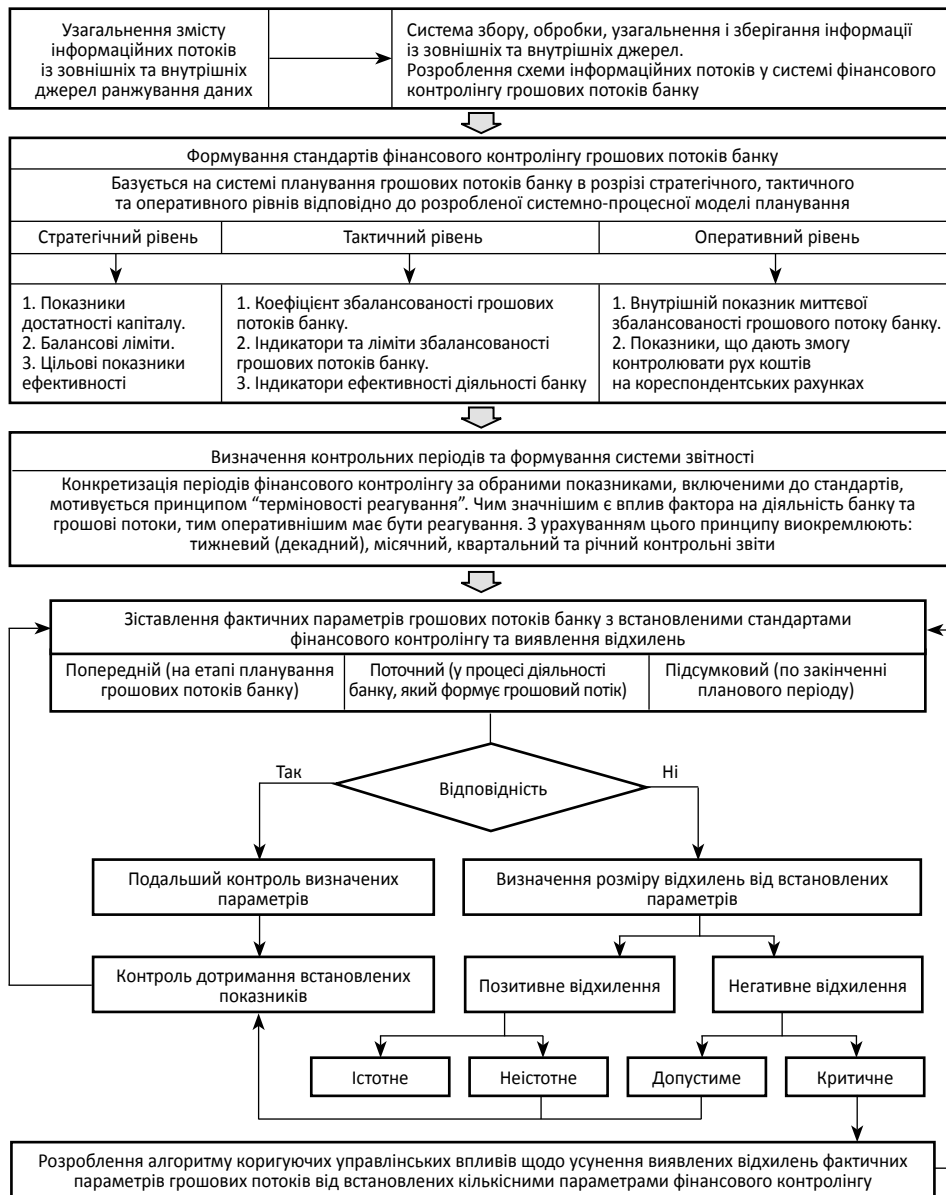 Узагальнення змісту
інформаційних потоків
із зовнішніх та внутрішніх
джерел ранжування даних
Система збору, обробки, узагальнення і зберігання інформації
із зовнішніх та внутрішніх джерел.
Розроблення схеми інформаційних потоків у системі фінансового
контролінгу грошових потоків банку
Формування стандартів фінансового контролінгу грошових потоків банку
Базується на системі планування грошових потоків банку в розрізі стратегічного, тактичного
та оперативного рівнів відповідно до розробленої системно-процесної моделі планування
Стратегічний рівень
Тактичний рівень
Оперативний рівень
1. Показники
достатності капіталу.
2. Балансові ліміти.
3. Цільові показники
ефективності
1. Коефіцієнт збалансованості грошових
потоків банку.
2. Індикатори та ліміти збалансованості
грошових потоків банку.
3. Індикатори ефективності діяльності банку
1. Внутрішній показник миттєвої
збалансованості грошового потоку банку.
2. Показники, що дають змогу
контролювати рух коштів
на кореспондентських рахунках
Визначення контрольних періодів та формування системи звітності
Конкретизація періодів фінансового контролінгу за обраними показниками, включеними до стандартів,
мотивується принципом “терміновості реагування”. Чим значнішим є вплив фактора на діяльність банку та
грошові потоки, тим оперативнішим має бути реагування. З урахуванням цього принципу виокремлюють:
тижневий (декадний), місячний, квартальний та річний контрольні звіти
Зіставлення фактичних параметрів грошових потоків банку з встановленими стандартами
фінансового контролінгу та виявлення відхилень
Попередній (на етапі планування
грошових потоків банку)
Поточний (у процесі діяльності
банку, який формує грошовий потік)
Підсумковий (по закінченні
планового періоду)
Так
Ні
Відповідність
Подальший контроль визначених
параметрів
Визначення розміру відхилень від встановлених
параметрів
Контроль дотримання встановлених
показників
Позитивне відхилення
Негативне відхилення
Істотне
Неістотне
Допустиме
Критичне
Розроблення алгоритму коригуючих управлінських впливів щодо усунення виявлених відхилень фактичних
параметрів грошових потоків від встановлених кількісними параметрами фінансового контролінгу